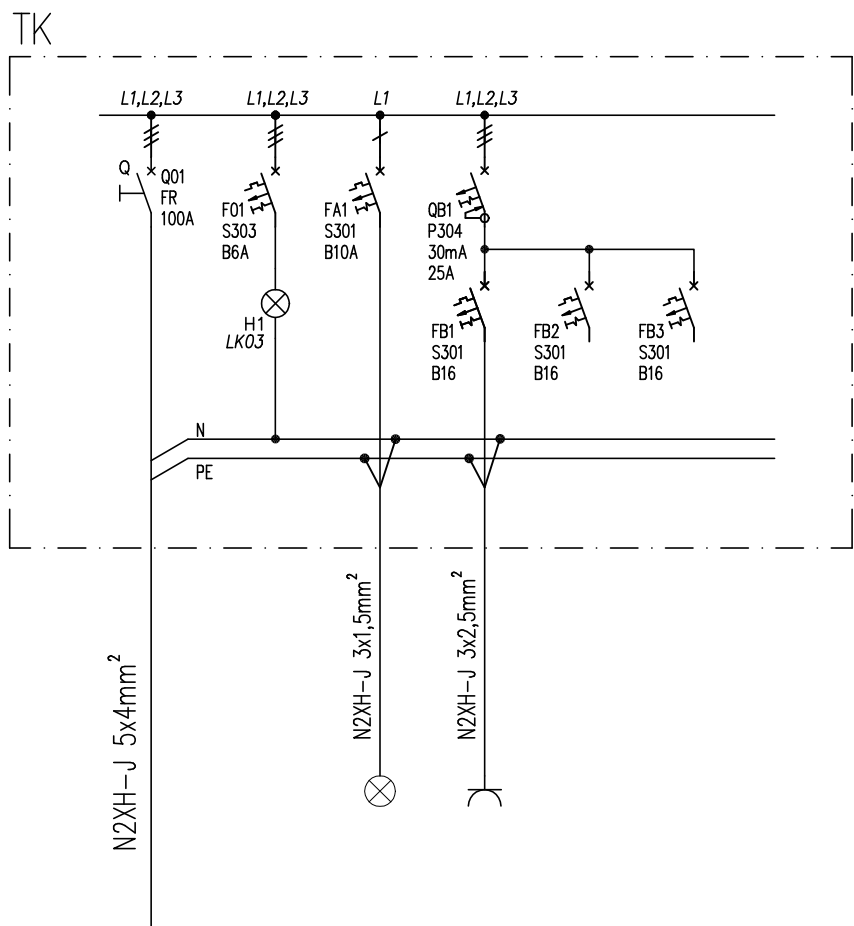 TK
L1,L2,L3
L1,L2,L3
L1
L1,L2,L3
Q
Q01
FR
100A
F01
S303
B6A
FA1
S301
B10A
QB1
P304
30mA
25A
H1
LK03
FB1
S301
B16
FB2
S301
B16
FB3
S301
B16
N
PE
N2XH-J 5x4mm²
N2XH-J 3x1,5mm²
N2XH-J 3x2,5mm²